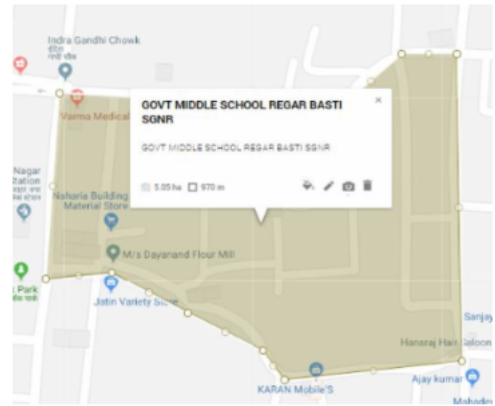 Indra Gandhi Chowk
Varma Medical
GOVT MIDDLE SCHOOL REGAR BASTI
SGNR
×
GOVT MIDDLE SCHOOL REGAR BASTI SGNR
5.05 ha 970 m
Nagar
Station
Naharia Building
Material Store
M/s Dayanand Flour Mill
Park
Jatin Variety Store
Sanjay
Hansraj Hair Saloon
KARAN Mobile'S
Ajay kumar
Mahadev